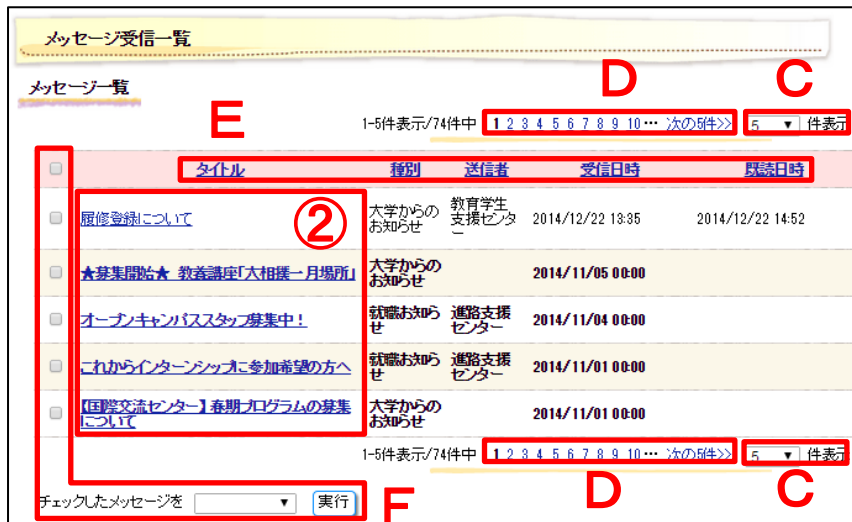 メッセージ受信一覧
メッセージ一覧
D
C
E
1-5件表示/74件中 1 2 3 4 5 6 7 8 9 10… 次の5件>> 5 ▼ 件表示
タイトル 種別 送信者 受信日時 既読日時
②
履修登録について 大学からの
お知らせ 教育学生
支援センタ
ー 2014/12/22 13:35 2014/12/22 14:52
★募集開始★ 教養講座「大相撲一月場所」 大学からの
お知らせ 2014/11/05 00:00
オープンキャンパススタッフ募集中！ 就職お知ら
せ 進路支援
センター 2014/11/04 00:00
これからインターンシップに参加希望の方へ 就職お知ら
せ 進路支援
センター 2014/11/01 00:00
【国際交流センター】春期プログラムの募集
について 大学からの
お知らせ 2014/11/01 00:00
1-5件表示/74件中 1 2 3 4 5 6 7 8 9 10… 次の5件>> 5 ▼ 件表示
D
C
チェックしたメッセージを ▼ 実行
F